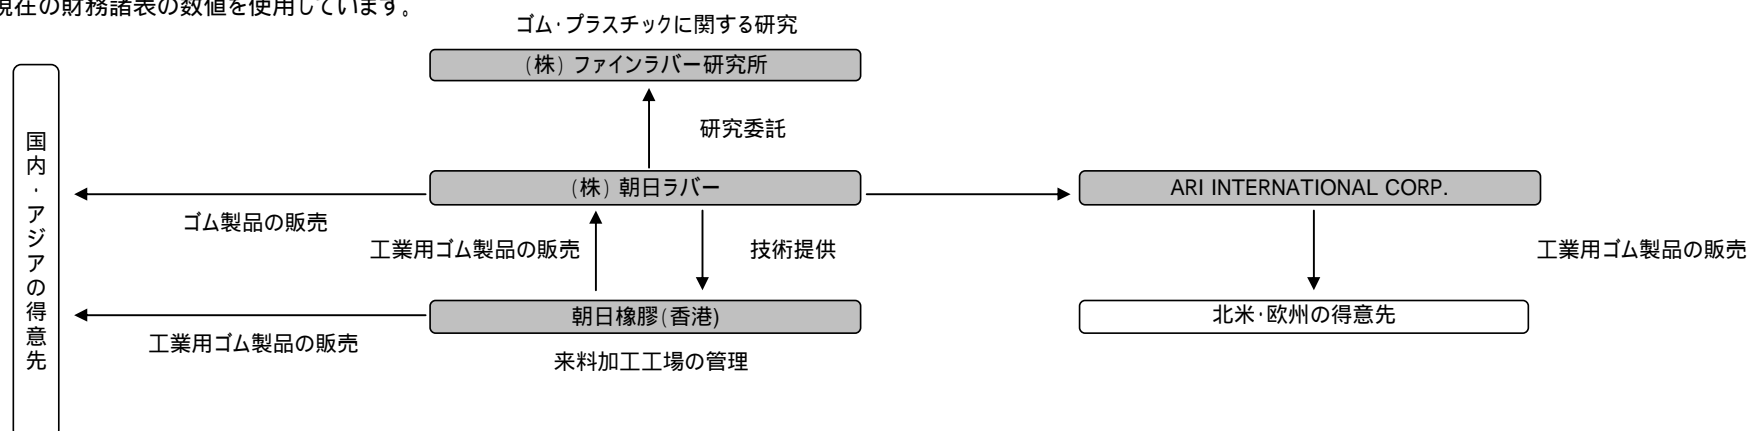 現在の財務諸表の数値を使用しています。
ゴム・プラスチックに関する研究
(株) ファインラバー研究所
研究委託
国内・アジアの得意先
(株) 朝日ラバー
ARI INTERNATIONAL CORP.
ゴム製品の販売
工業用ゴム製品の販売
技術提供
工業用ゴム製品の販売
朝日橡膠(香港)
北米・欧州の得意先
工業用ゴム製品の販売
来料加工工場の管理